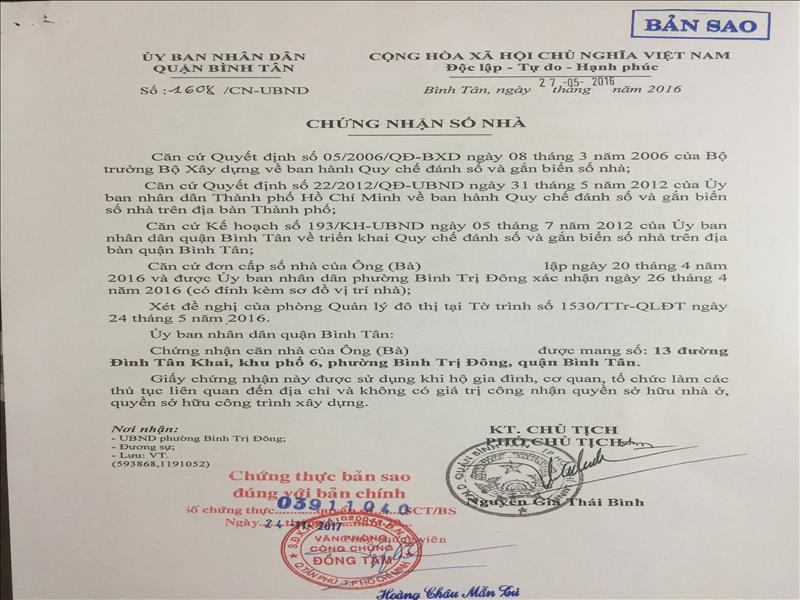 BẢN SAO
ỦY BAN NHÂN DÂN
QUẬN BÌNH TÂN
Số: 1608 /CN-UBND
CỘNG HÒA XÃ HỘI CHỦ NGHĨA VIỆT NAM
Độc lập - Tự do - Hạnh phúc
Bình Tân, ngày 27 -05- 2016 tháng năm 2016
CHỨNG NHẬN SỐ NHÀ
Căn cứ Quyết định số 05/2006/QĐ-BXD ngày 08 tháng 3 năm 2006 của Bộ
trưởng Bộ Xây dựng về ban hành Quy chế đánh số và gắn biển số nhà;
Căn cứ Quyết định số 22/2012/QĐ-UBND ngày 31 tháng 5 năm 2012 của Ủy
ban nhân dân Thành phố Hồ Chí Minh về ban hành Quy chế đánh số và gắn biển
số nhà trên địa bàn Thành phố;
Căn cứ Kế hoạch số 193/KH-UBND ngày 05 tháng 7 năm 2012 của Ủy ban
nhân dân quận Bình Tân về triển khai Quy chế đánh số và gắn biển số nhà trên địa
bàn quận Bình Tân;
Căn cứ đơn cấp số nhà của Ông (Bà) lập ngày 20 tháng 4 năm
2016 và được Ủy ban nhân dân phường Bình Trị Đông xác nhận ngày 26 tháng 4
năm 2016 (có đính kèm sơ đồ vị trí nhà);
Xét đề nghị của phòng Quản lý đô thị tại Tờ trình số 1530/TTr-QLĐT ngày
24 tháng 5 năm 2016.
Ủy ban nhân dân quận Bình Tân:
Chứng nhận căn nhà của Ông (Bà) được mang số: 13 đường
Đình Tân Khai, khu phố 6, phường Bình Trị Đông, quận Bình Tân.
Giấy chứng nhận này được sử dụng khi hộ gia đình, cơ quan, tổ chức làm các
thủ tục liên quan đến địa chỉ và không có giá trị công nhận quyền sở hữu nhà ở,
quyền sở hữu công trình xây dựng.
Nơi nhận:
- UBND phường Bình Trị Đông;
- Đương sự;
- Lưu: VT.
(593868,1191052)
KT. CHỦ TỊCH
PHÓ CHỦ TỊCH
Nguyễn Gia Thái Bình
Chứng thực bản sao
đúng với bản chính
số chứng thực 03911040 SCT/BS
Ngày 24 -11- 2017
VĂN PHÒNG
CÔNG CHỨNG
ĐỒNG TÂM
Q.TÂN PHÚ, T.P HỒ CHÍ MINH
Hoàng Châu Mẫn Lư